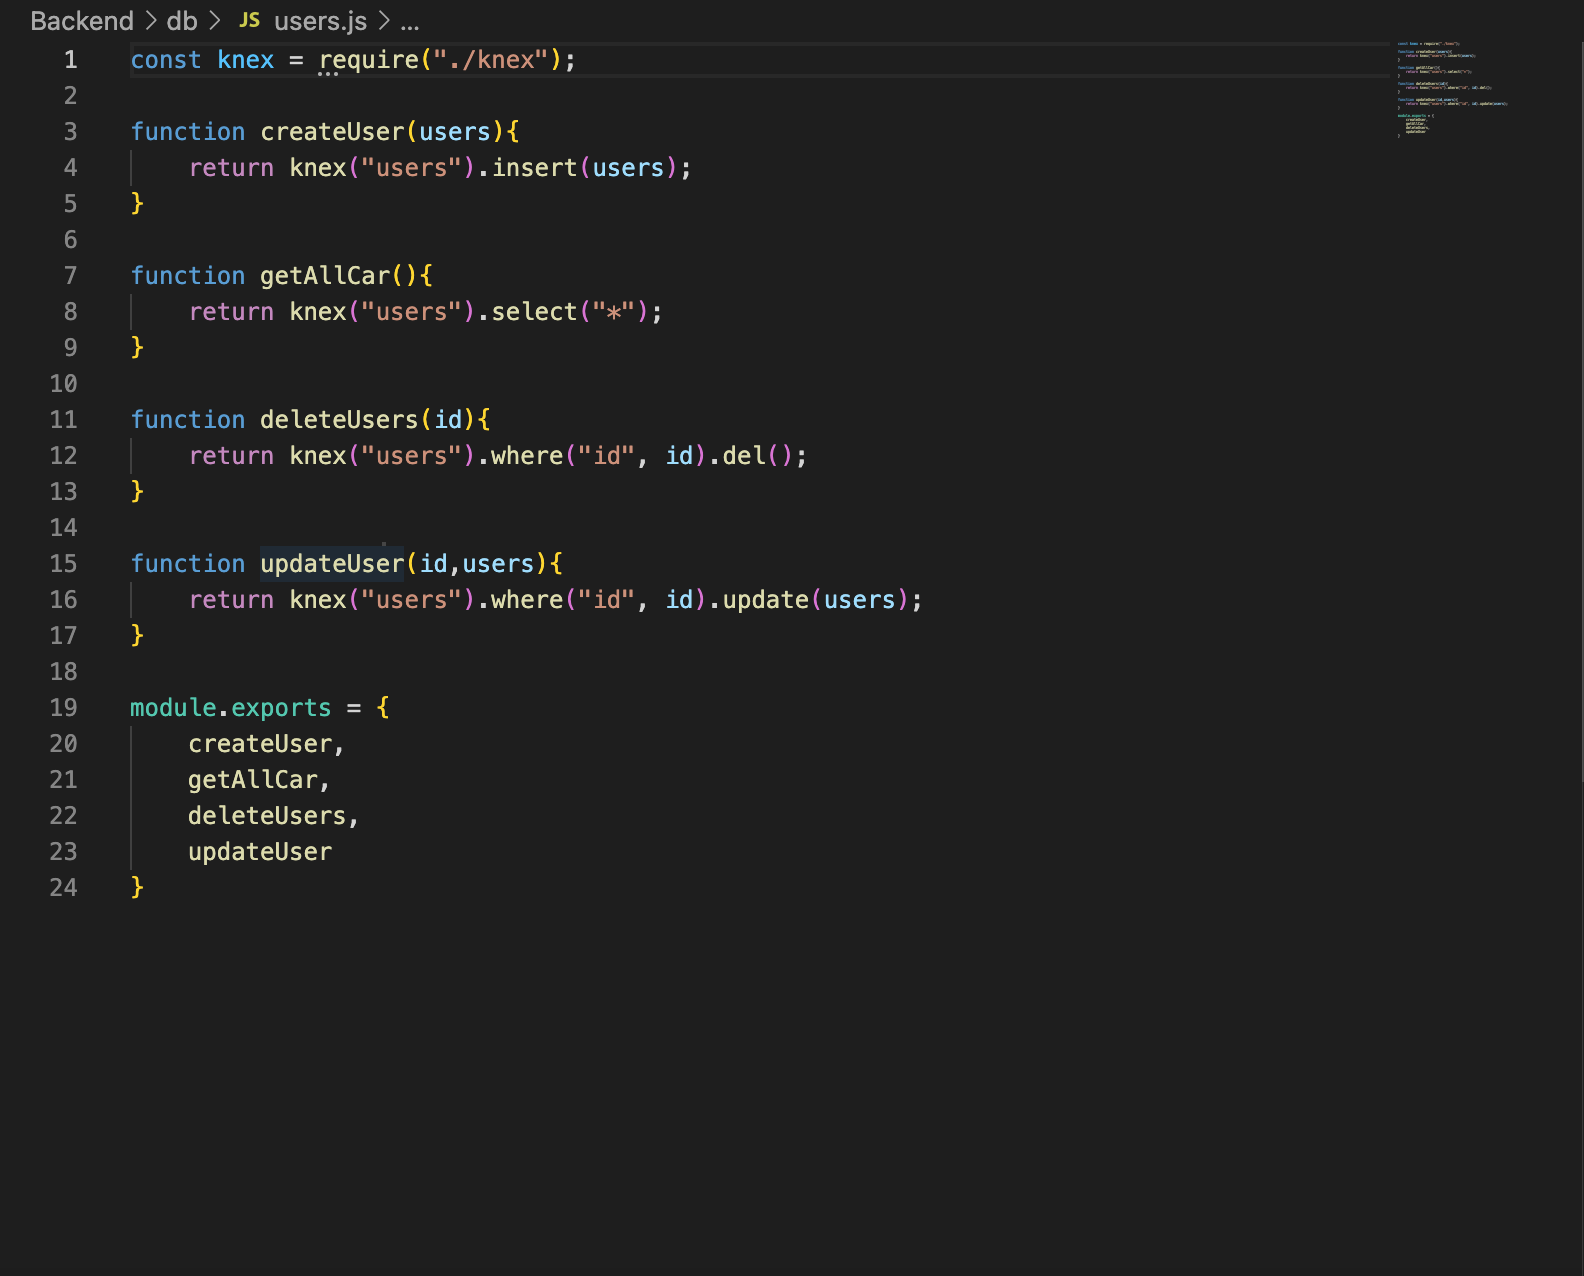 Backend > db > JS users.js > ...
1 const knex = require("./knex");
2
3 function createUser(users){
4     return knex("users").insert(users);
5 }
6
7 function getAllCar(){
8     return knex("users").select("*");
9 }
10
11 function deleteUsers(id){
12     return knex("users").where("id", id).del();
13 }
14
15 function updateUser(id,users){
16     return knex("users").where("id", id).update(users);
17 }
18
19 module.exports = {
20     createUser,
21     getAllCar,
22     deleteUsers,
23     updateUser
24 }